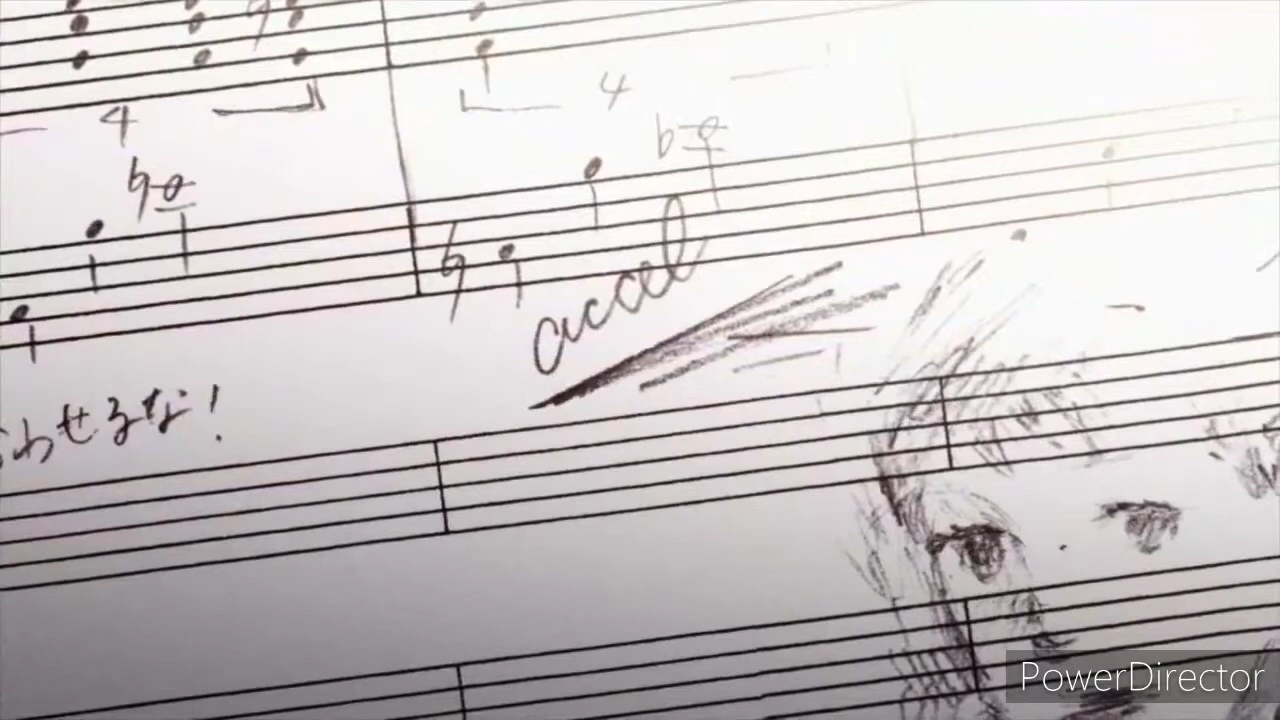 4
4
accel
わせるな!
PowerDirector